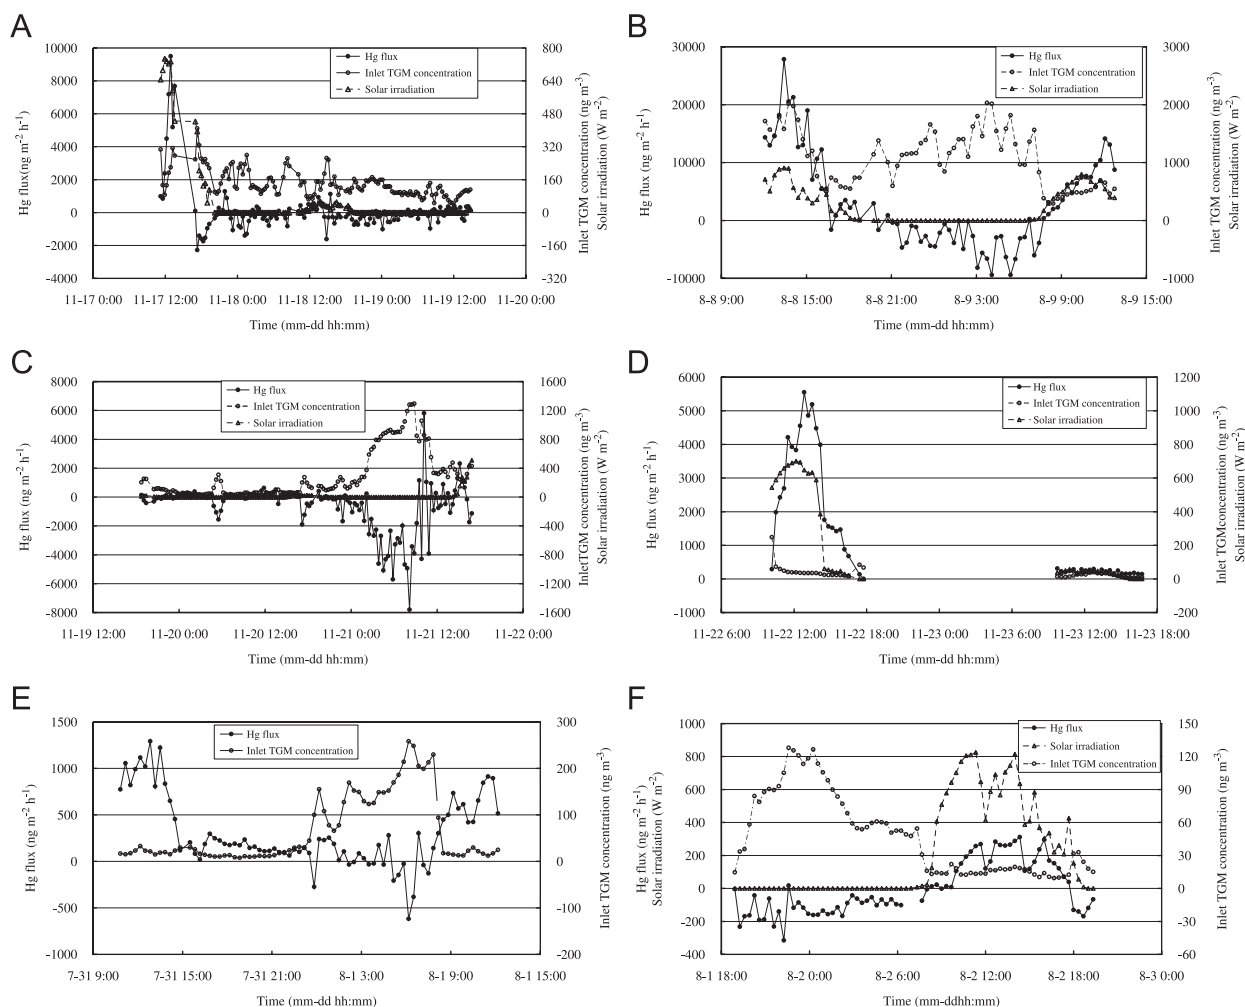 A
10000
8000
6000
4000
2000
0
-2000
-4000
800
640
480
320
160
0
-160
-320
Hg flux
Inlet TGM concentration
Solar irradiation
Hg flux(ng m-2 h-1)
Inlet TGM concentration (ng m-3)
Solar irradiation (W m-2)
11-17 0:00 11-17 12:00 11-18 0:00 11-18 12:00 11-19 0:00 11-19 12:00 11-20 0:00
Time (mm-dd hh:mm)
B
30000
20000
10000
0
-10000
3000
2000
1000
0
-1000
Hg flux
Inlet TGM concentration
Solar irradiation
Hg flux (ng m-2 h-1)
Inlet TGM concentration (ng m-3)
Solar irradiation (W m-2)
8-8 9:00 8-8 15:00 8-8 21:00 8-9 3:00 8-9 9:00 8-9 15:00
Time (mm-dd hh:mm)
C
8000
6000
4000
2000
0
-2000
-4000
-6000
-8000
1600
1200
800
400
0
-400
-800
-1200
-1600
Hg flux
Inlet TGM concentration
Solar irradiation
Hg flux (ng m-2 h-1)
InletTGM concentration (ng m-3)
Solar irradiation (W m-2)
11-19 12:00 11-20 0:00 11-20 12:00 11-21 0:00 11-21 12:00 11-22 0:00
Time (mm-dd hh:mm)
D
6000
5000
4000
3000
2000
1000
0
-1000
1200
1000
800
600
400
200
0
-200
Hg flux
Inlet TGM concentration
Solar irradiation
Hg flux (ng m-2 h-1)
Inlet TGMconcentration (ng m-3)
Solar irradiation (W m-2)
11-22 6:00 11-22 12:00 11-22 18:00 11-23 0:00 11-23 6:00 11-23 12:00 11-23 18:00
Time (mm-dd hh:mm)
E
1500
1000
500
0
-500
-1000
300
200
100
0
-100
-200
Hg flux
Inlet TGM concentration
Hg flux (ng m-2 h-1)
Inlet TGM concentration (ng m-3)
7-31 9:00 7-31 15:00 7-31 21:00 8-1 3:00 8-1 9:00 8-1 15:00
Time (mm-dd hh:mm)
F
1000
800
600
400
200
0
-200
-400
150
120
90
60
30
0
-30
-60
Hg flux
Solar irradiation
Inlet TGM concentration
Hg flux (ng m-2 h-1)
Solar irradiation (W m-2)
Inlet TGM concentration (ng m-3)
8-1 18:00 8-2 0:00 8-2 6:00 8-2 12:00 8-2 18:00 8-3 0:00
Time (mm-ddhh:mm)